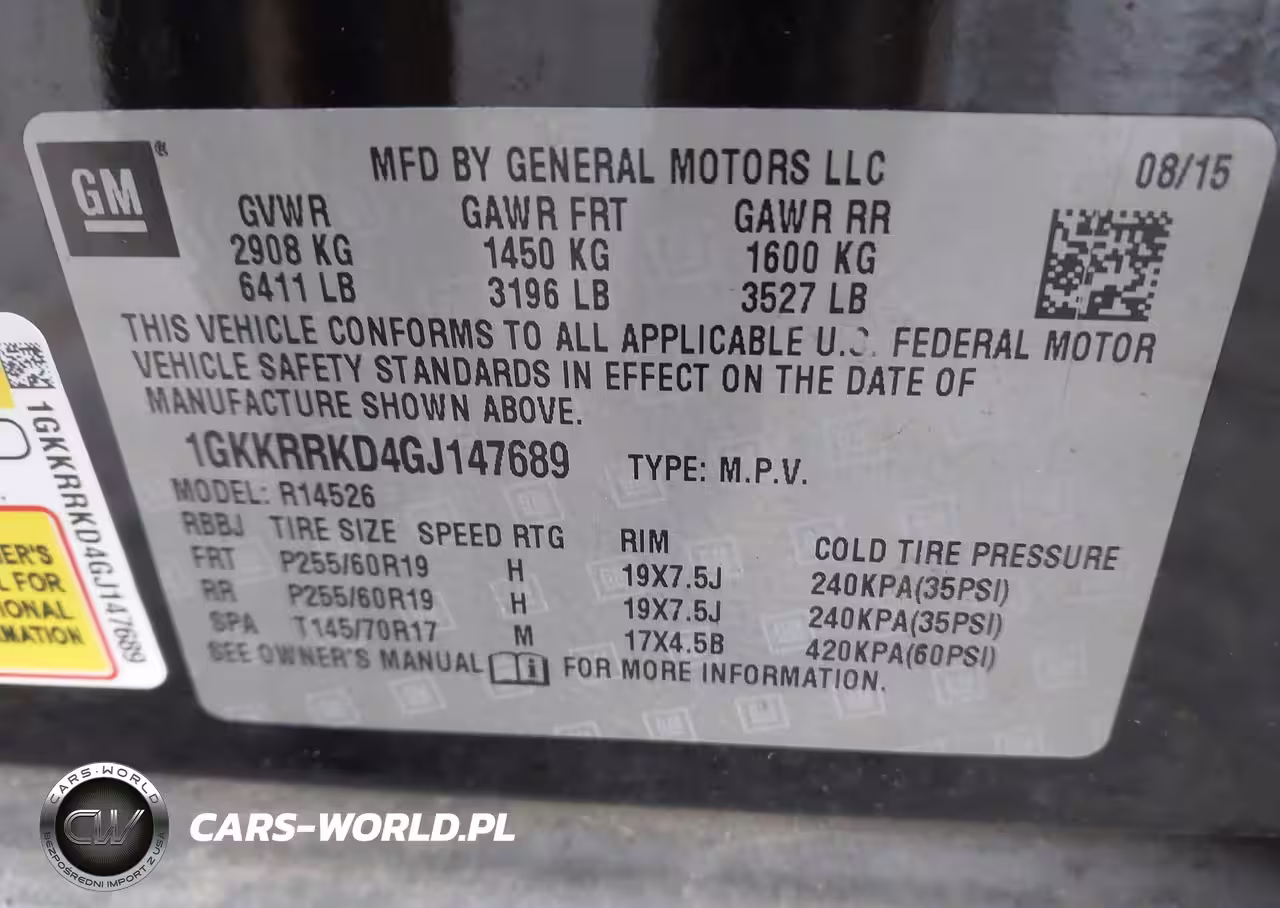 GM
MFD BY GENERAL MOTORS LLC 08/15
GVWR GAWR FRT GAWR RR
2908 KG 1450 KG 1600 KG
6411 LB 3196 LB 3527 LB
THIS VEHICLE CONFORMS TO ALL APPLICABLE U.S. FEDERAL MOTOR
VEHICLE SAFETY STANDARDS IN EFFECT ON THE DATE OF
MANUFACTURE SHOWN ABOVE.
1GKKRRKD4GJ147689 TYPE: M.P.V.
MODEL: R14526
RBBJ TIRE SIZE SPEED RTG RIM COLD TIRE PRESSURE
FRT P255/60R19 H 19X7.5J 240KPA(35PSI)
RR P255/60R19 H 19X7.5J 240KPA(35PSI)
SPA T145/70R17 M 17X4.5B 420KPA(60PSI)
SEE OWNER'S MANUAL FOR MORE INFORMATION.
1GKKRRKD4GJ147689
ER'S
L FOR
IONAL
MATION
CARS-WORLD
CW
BEZPOŚREDNI IMPORT Z USA
CARS-WORLD.PL